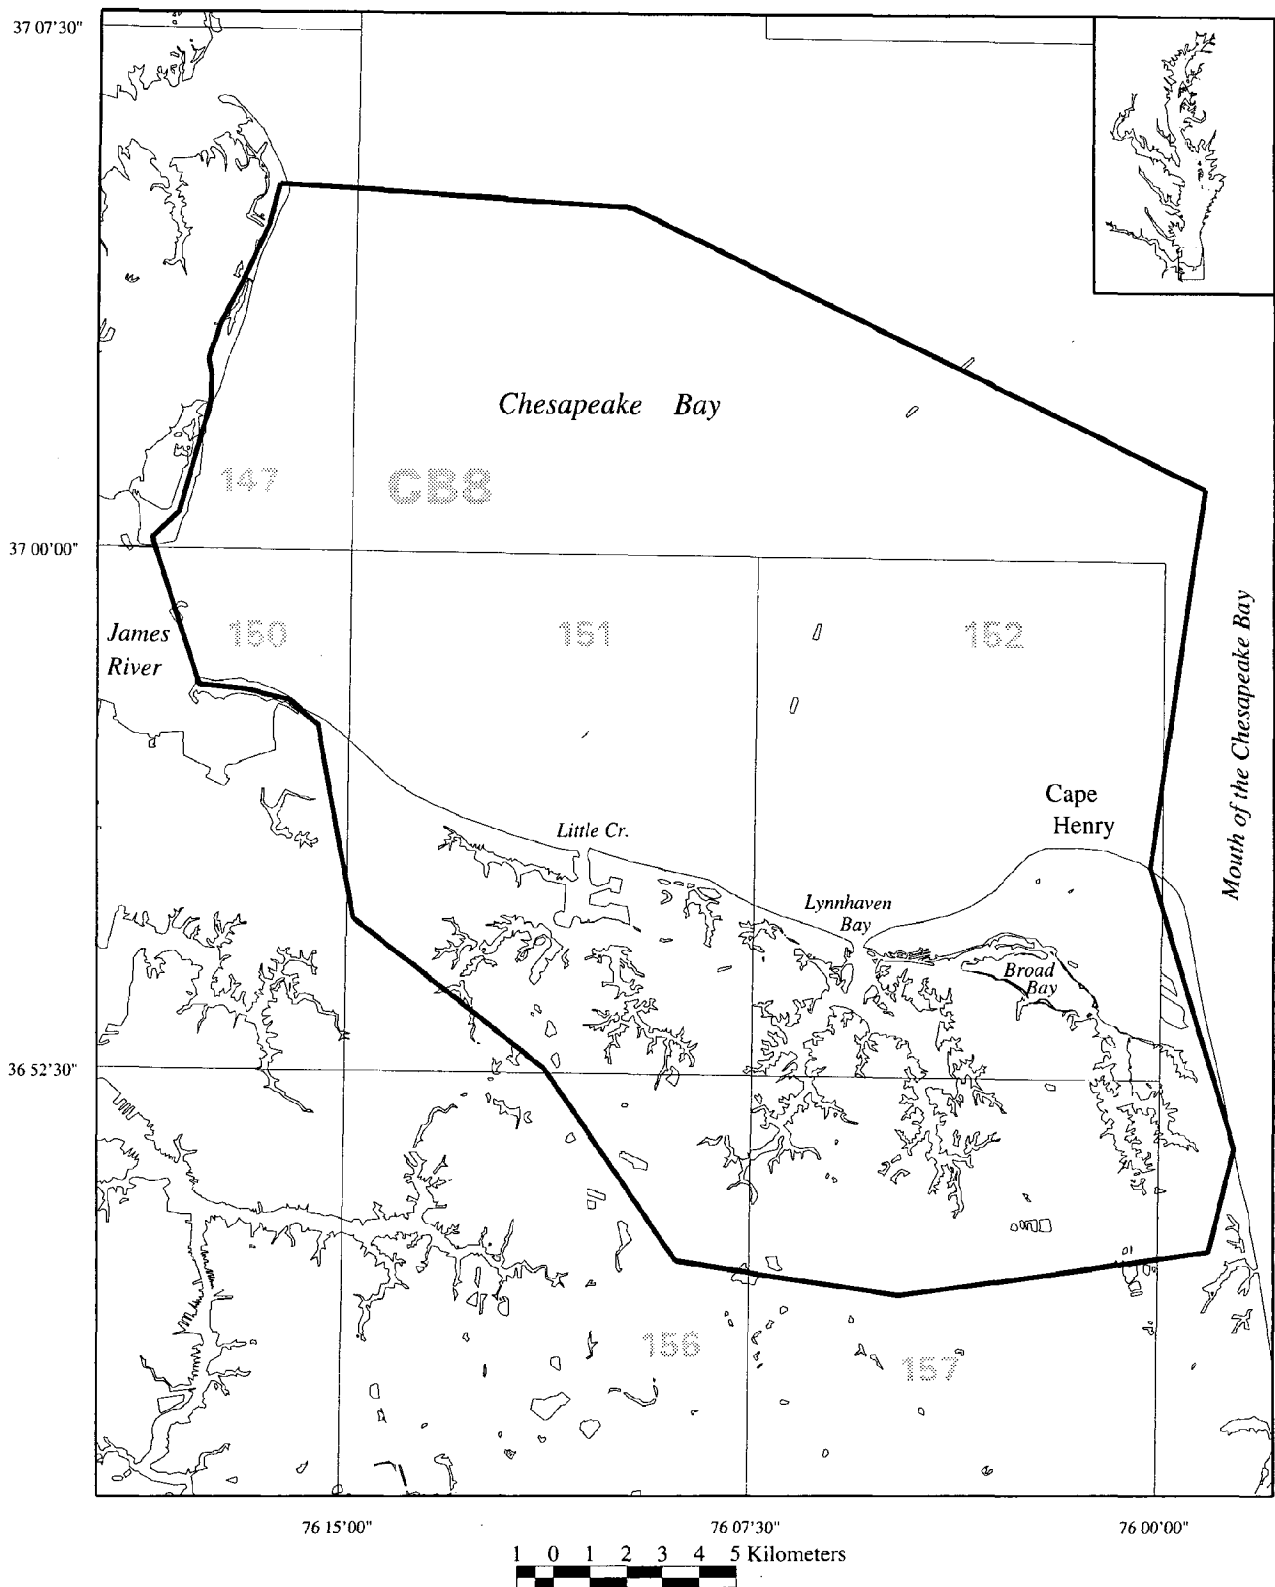 37 07'30"
Chesapeake Bay
147
CB8
37 00'00"
James
River
150
151
152
Mouth of the Chesapeake Bay
Cape
Henry
Little Cr.
Lynnhaven
Bay
Broad
Bay
36 52'30"
156
157
76 15'00"
76 07'30"
76 00'00"
1 0 1 2 3 4 5 Kilometers